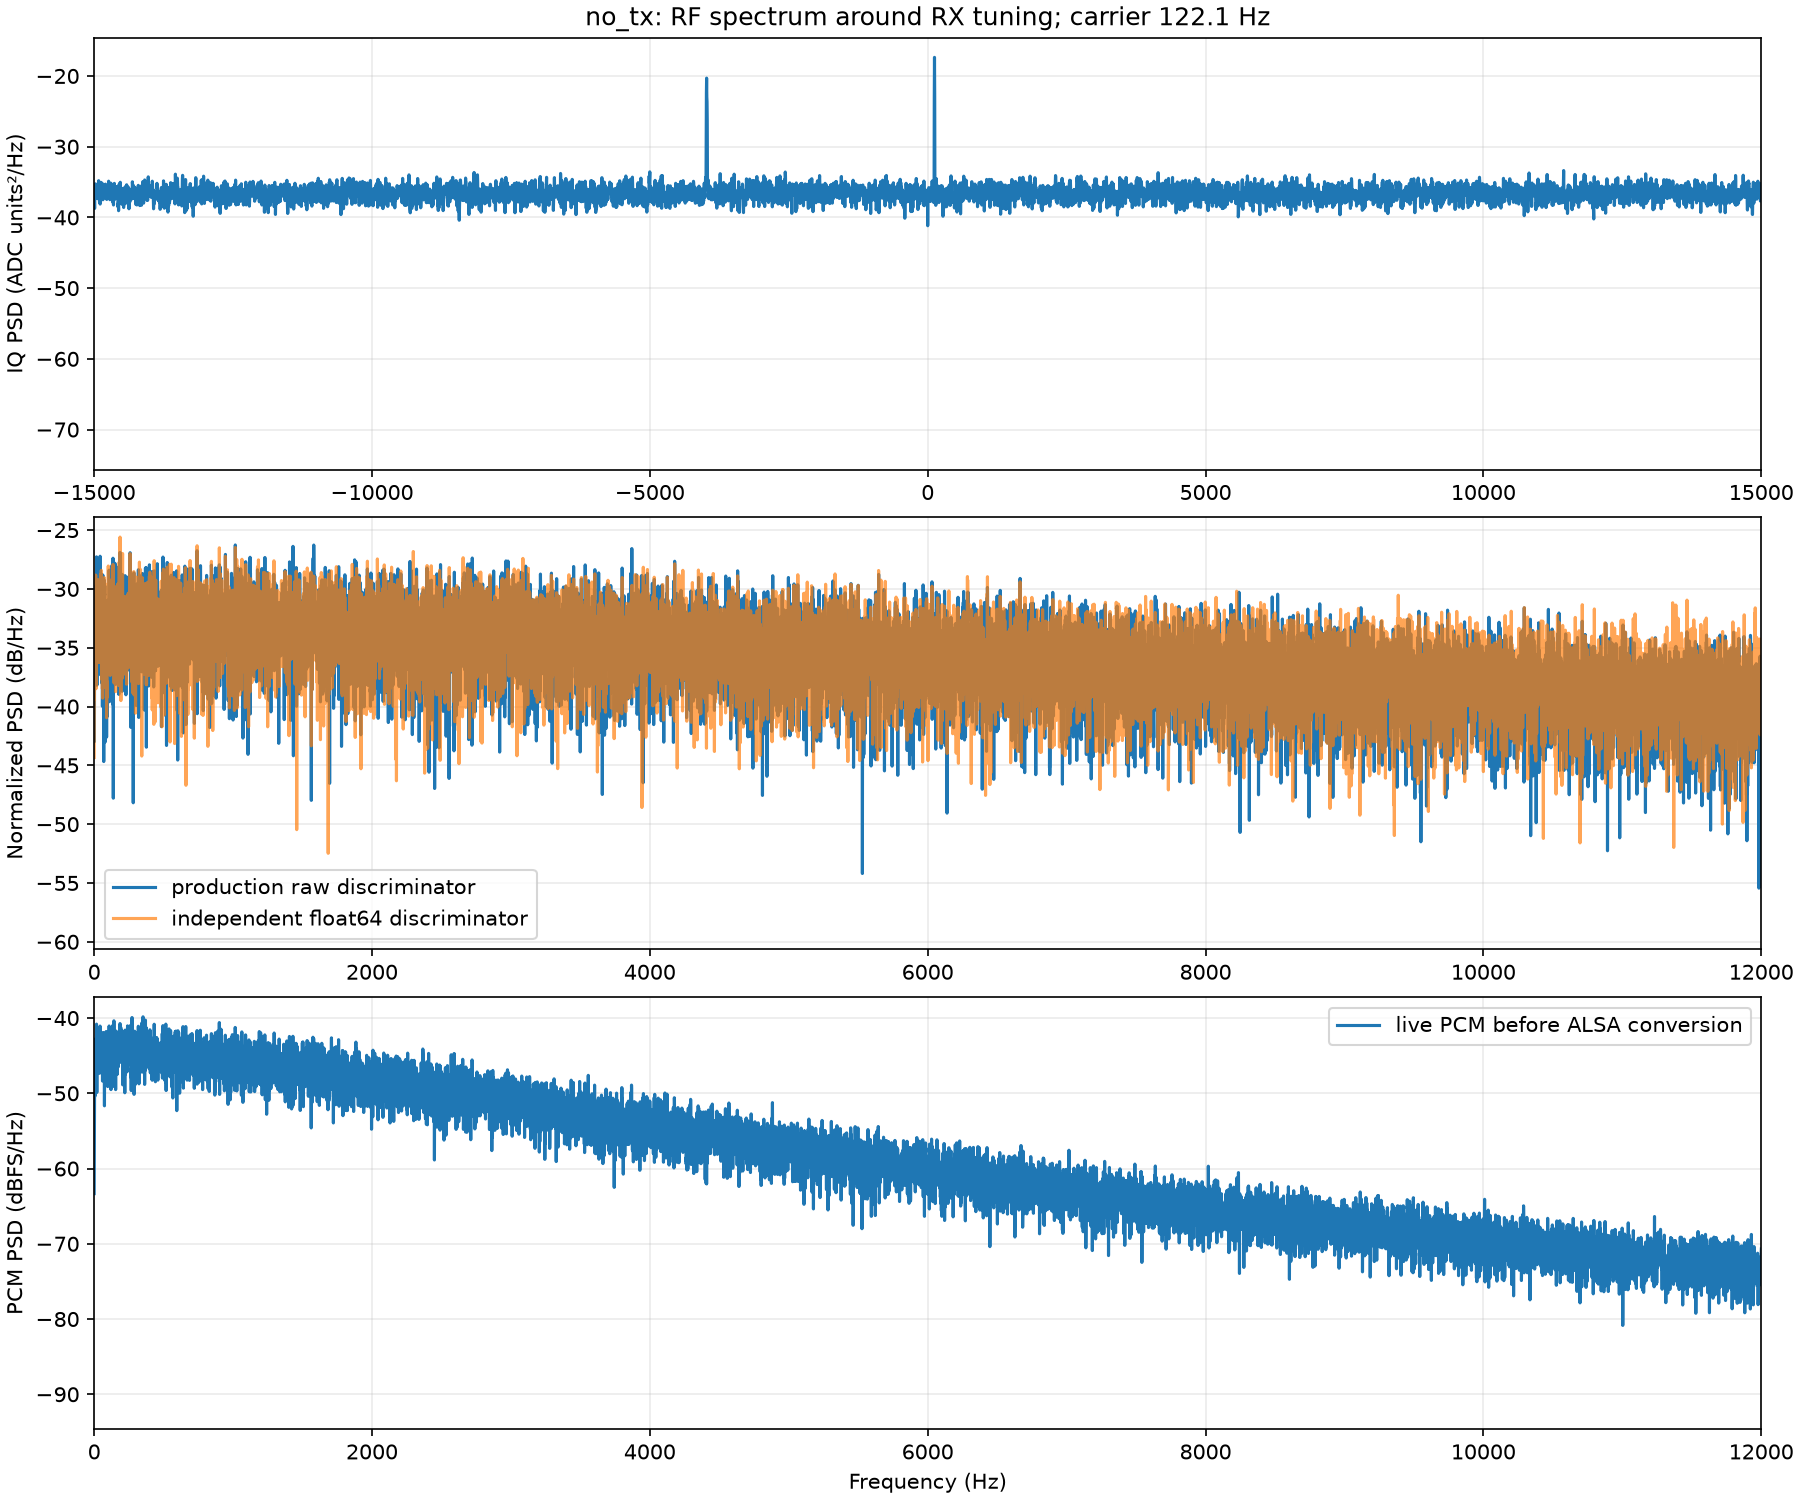 no_tx: RF spectrum around RX tuning; carrier 122.1 Hz
IQ PSD (ADC units²/Hz)
−20
−30
−40
−50
−60
−70
−15000 −10000 −5000 0 5000 10000 15000
Normalized PSD (dB/Hz)
−25
−30
−35
−40
−45
−50
−55
−60
production raw discriminator
independent float64 discriminator
0 2000 4000 6000 8000 10000 12000
PCM PSD (dBFS/Hz)
−40
−50
−60
−70
−80
−90
live PCM before ALSA conversion
0 2000 4000 6000 8000 10000 12000
Frequency (Hz)